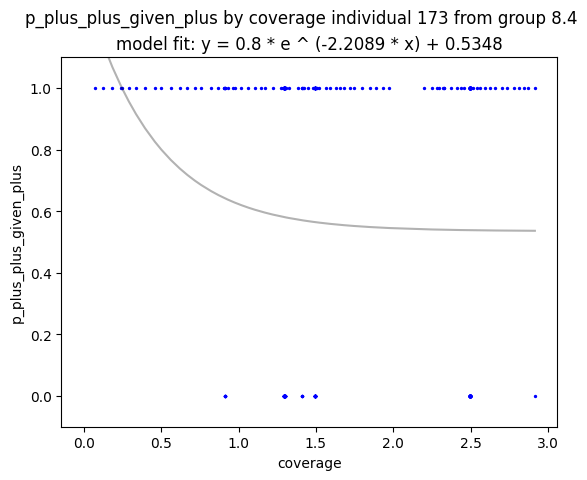 p_plus_plus_given_plus by coverage individual 173 from group 8.4
model fit: y = 0.8 * e ^ (-2.2089 * x) + 0.5348
1.0
0.8
0.6
0.4
0.2
0.0
p_plus_plus_given_plus
0.0 0.5 1.0 1.5 2.0 2.5 3.0
coverage